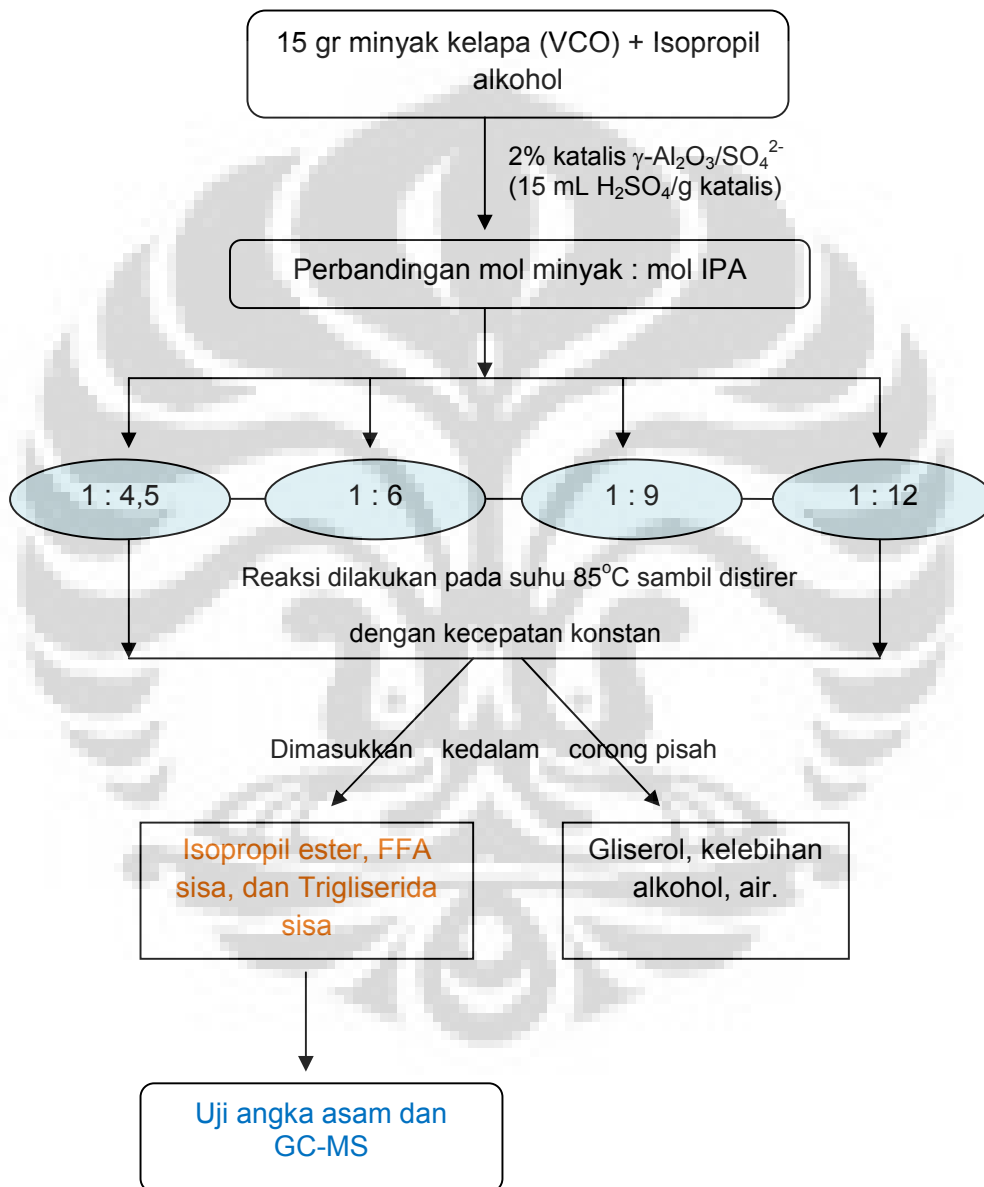 15 gr minyak kelapa (VCO) + Isopropil
alkohol
2% katalis γ-Al₂O₃/SO₄²⁻
(15 mL H₂SO₄/g katalis)
Perbandingan mol minyak : mol IPA
1 : 4,5
1 : 6
1 : 9
1 : 12
Reaksi dilakukan pada suhu 85°C sambil distirer
dengan kecepatan konstan
Dimasukkan kedalam corong pisah
Isopropil ester, FFA
sisa, dan Trigliserida
sisa
Gliserol, kelebihan
alkohol, air.
Uji angka asam dan
GC-MS